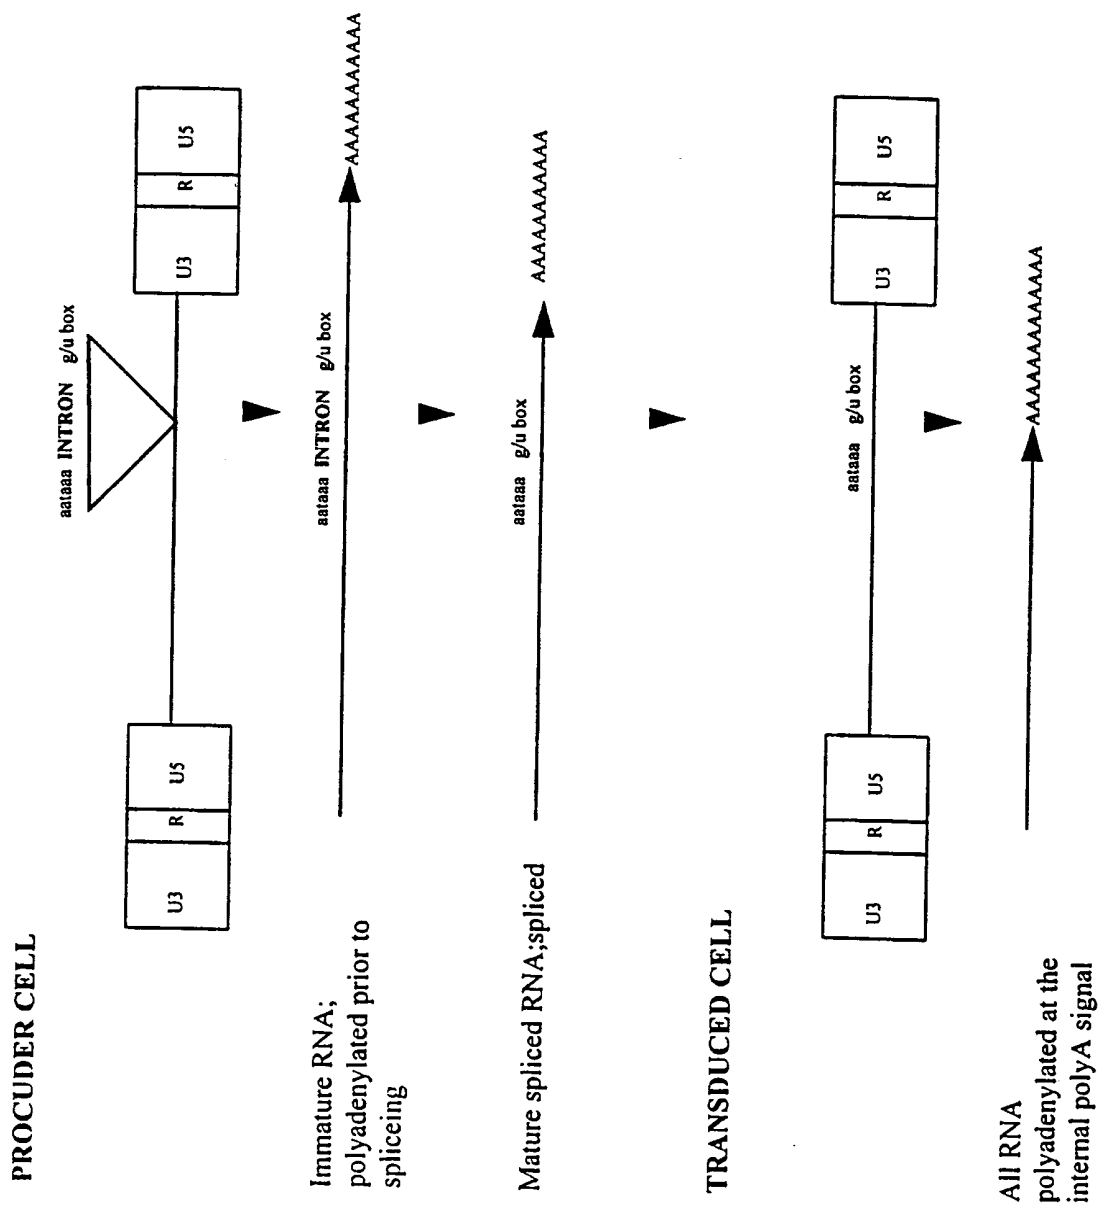 PROCUDER CELL
aataaa INTRON g/u box
U3 R U5 U3 R U5
Immature RNA;
polyadenylated prior to
spliceing
aataaa INTRON g/u box
AAAAAAAAAAAA
Mature spliced RNA;spliced
aataaa g/u box
AAAAAAAAAAA
TRANSDUCED CELL
aataaa g/u box
U3 R U5 U3 R U5
All RNA
polyadenylated at the
internal polyA signal
AAAAAAAAAAAAA